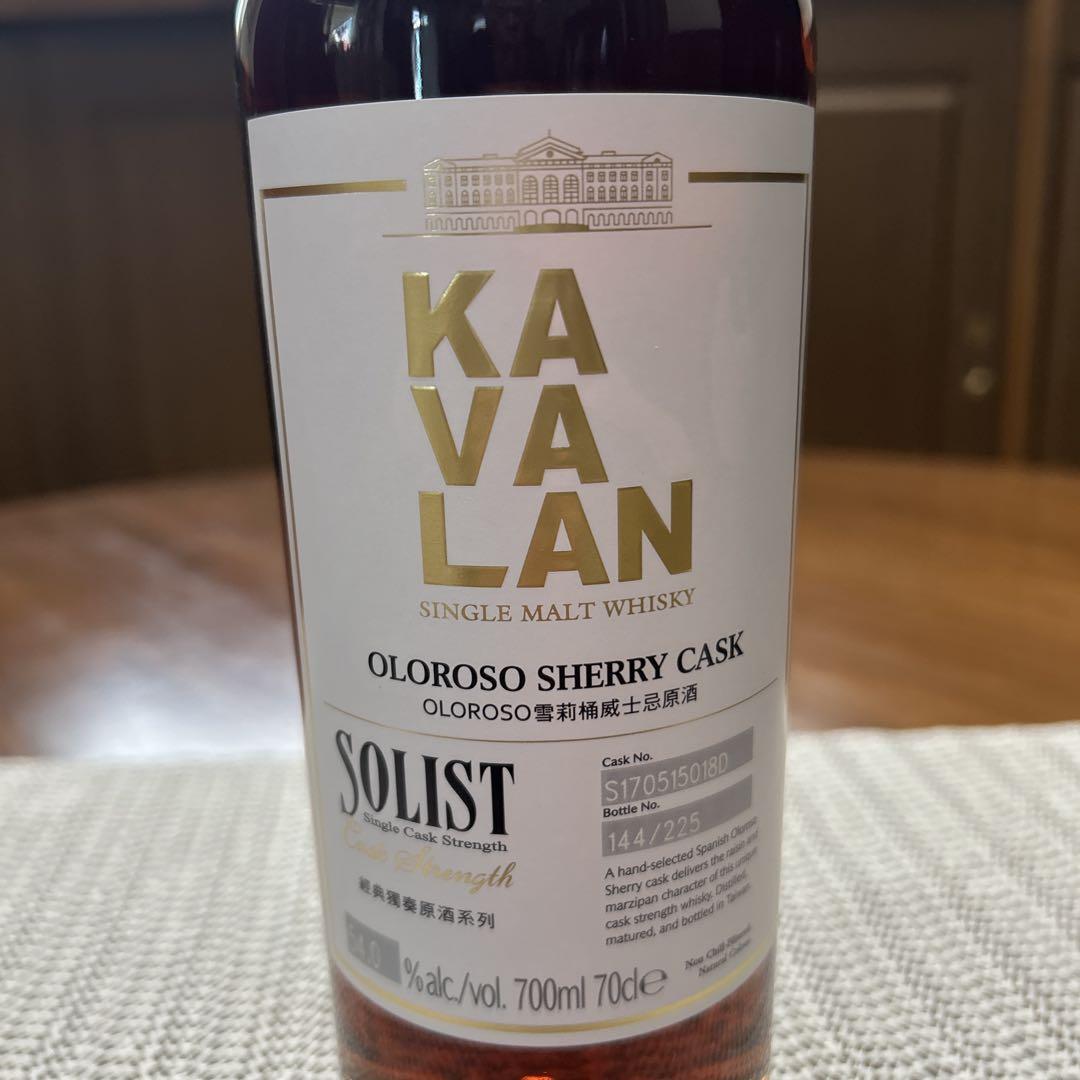 KA
VA
LAN
SINGLE MALT WHISKY
OLOROSO SHERRY CASK
OLOROSO雪莉桶威士忌原酒
SOLIST
Single Cask Strength
Cask Strength
經典獨奏原酒系列
%alc./vol. 700ml 70cl℮
Cask No.
S170515018D
Bottle No.
144/225
A hand-selected Spanish Oloroso
Sherry cask delivers the raisin and
marzipan character of this unique
cask strength whisky. Distilled,
matured, and bottled in Taiwan.
Non Chill-filtered,
Natural Colour